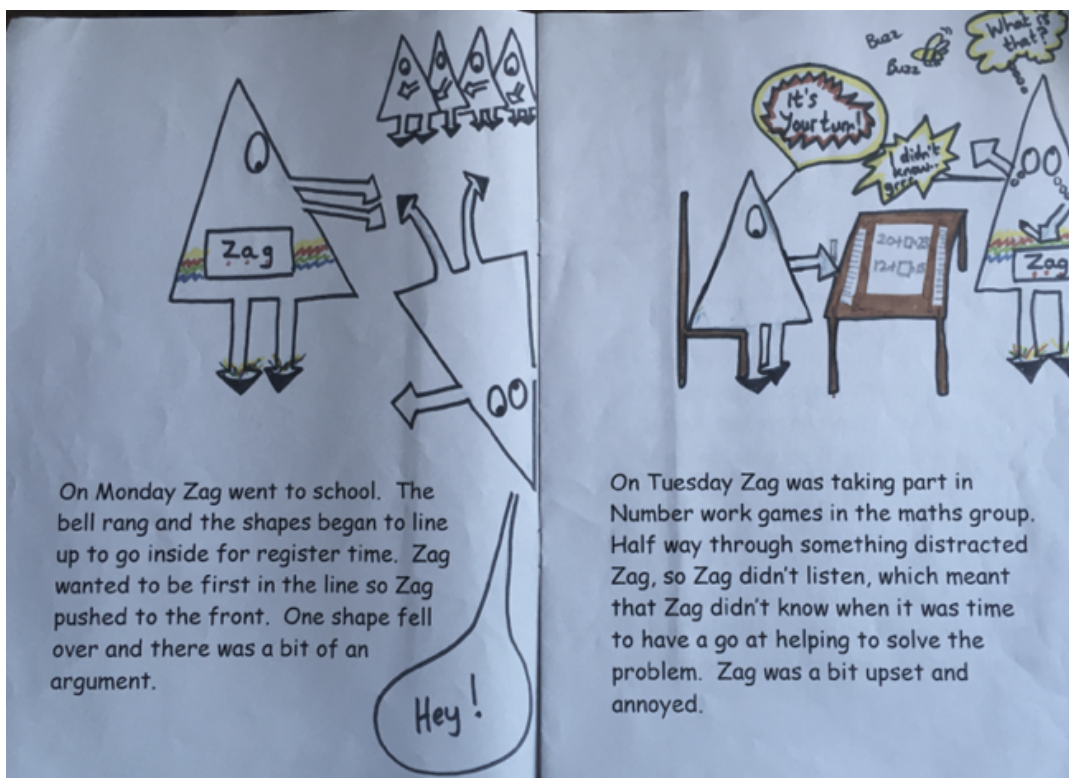 Zag
On Monday Zag went to school. The
bell rang and the shapes began to line
up to go inside for register time. Zag
wanted to be first in the line so Zag
pushed to the front. One shape fell
over and there was a bit of an
argument.
Hey!
Buzz
Buzz
What is
that?
It's
Your turn!
I didn't
know..
Zag
On Tuesday Zag was taking part in
Number work games in the maths group.
Half way through something distracted
Zag, so Zag didn't listen, which meant
that Zag didn't know when it was time
to have a go at helping to solve the
problem. Zag was a bit upset and
annoyed.